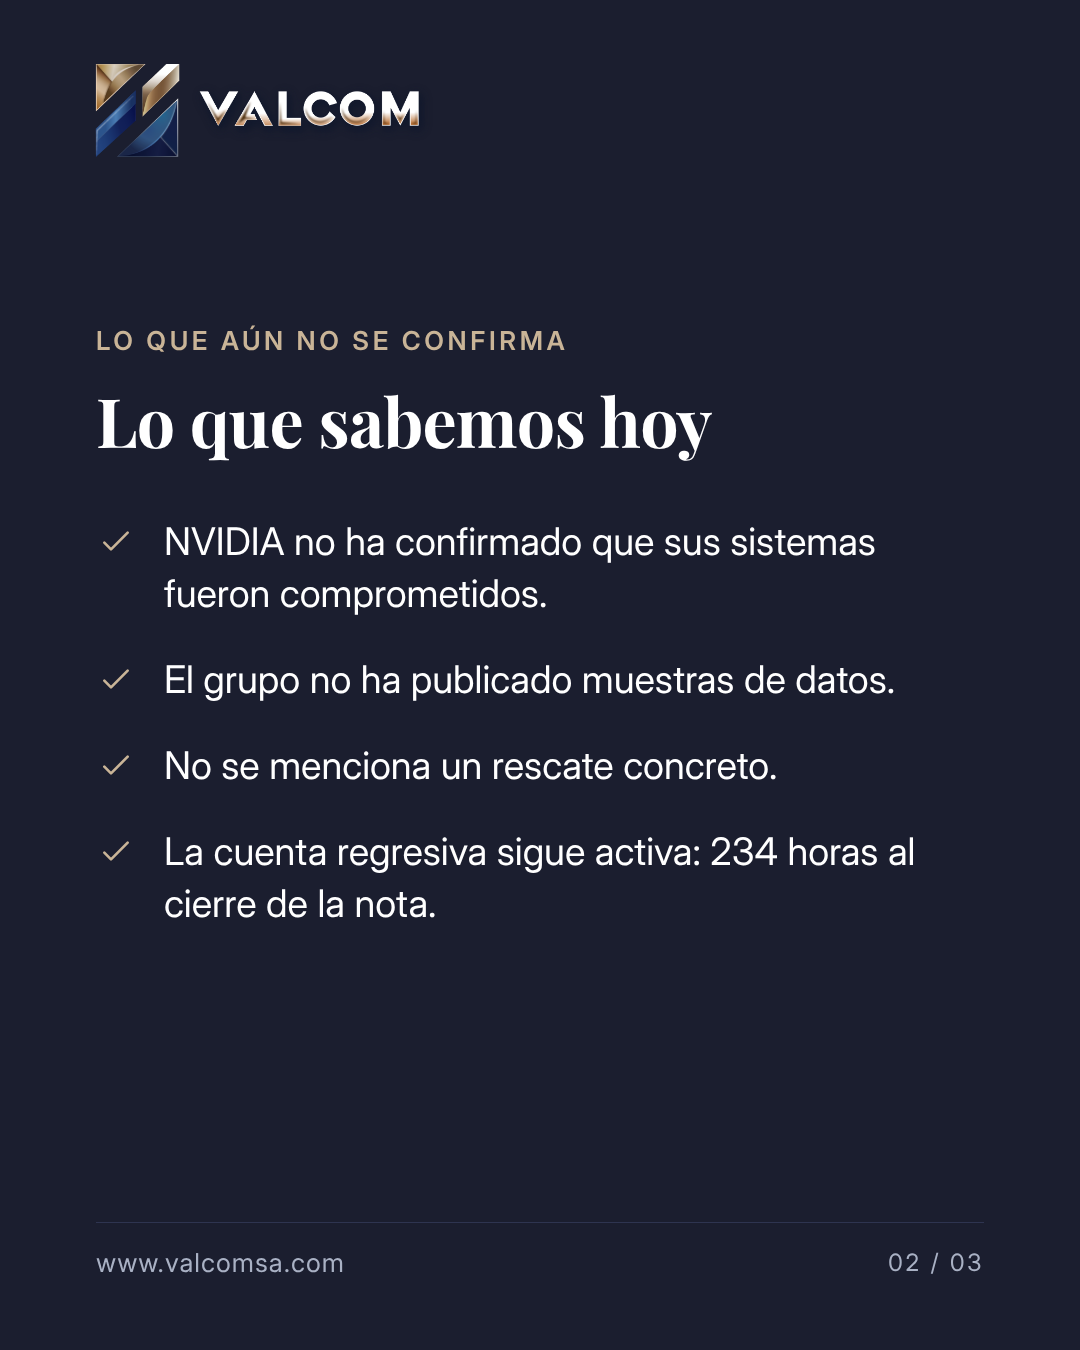 VALCOM
LO QUE AÚN NO SE CONFIRMA
Lo que sabemos hoy
NVIDIA no ha confirmado que sus sistemas
fueron comprometidos.
El grupo no ha publicado muestras de datos.
No se menciona un rescate concreto.
La cuenta regresiva sigue activa: 234 horas al
cierre de la nota.
www.valcomsa.com
02 / 03